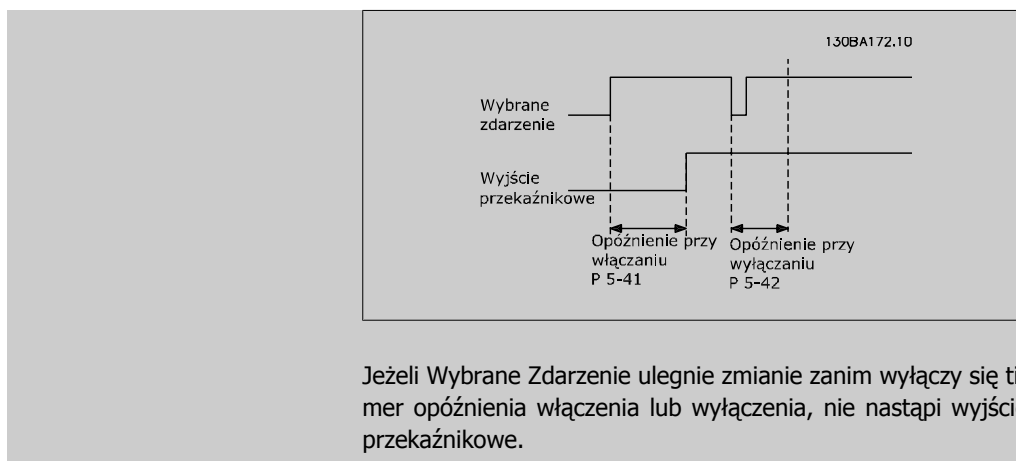 130BA172.10
Wybrane
zdarzenie
Wyjście
przekaźnikowe
Opóźnienie przy
włączaniu
P 5-41
Opóźnienie przy
wyłączaniu
P 5-42
Jeżeli Wybrane Zdarzenie ulegnie zmianie zanim wyłączy się ti
mer opóźnienia włączenia lub wyłączenia, nie nastąpi wyjście
przekaźnikowe.